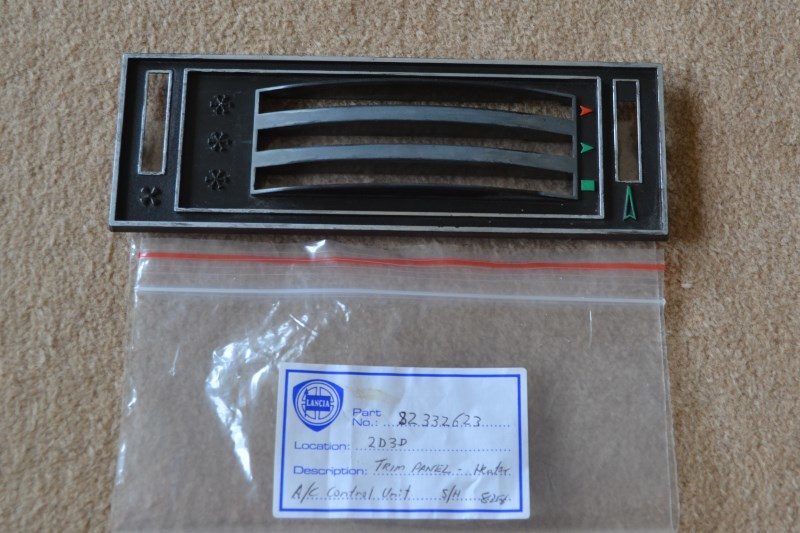 LANCIA
Part
No.: 82332623
Location: 2D3D
Description: TRIM PANEL - Heater
A/C Control Unit S/H